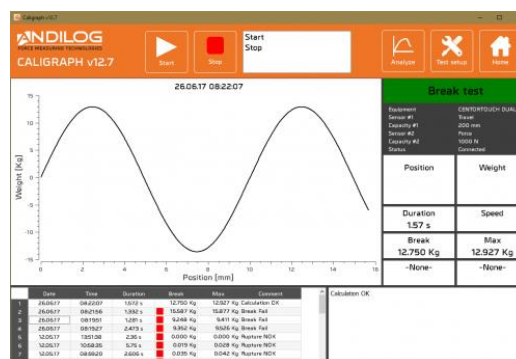 Caligraph v12.7
ANDILOG
FORCE MEASURING TECHNOLOGIES
CALIGRAPH v12.7
Start
Stop
Start
Stop
Analyze
Test setup
Home
26.06.17 08:22:07
Weight [Kg]
15
10
5
0
-5
-10
-15
0 2 4 6 8 10 12 14 16
Position [mm]
Break test
Equipment CENTORTOUCH DUAL
Sensor #1 Travel
Capacity #1 200 mm
Sensor #2 Force
Capacity #2 1000 N
Status Connected
Position Weight
Duration Speed
1.57 s
Break Max
12.750 Kg 12.927 Kg
-None- -None-
Date Time Duration Break Max Comment
1 26.06.17 08:22:07 1.572 s 12.750 Kg 12.927 Kg Calculation OK
2 26.06.17 08:21:56 1.332 s 15.687 Kg 15.877 Kg Break Fail
3 26.06.17 08:19:51 1.281 s 9.248 Kg 9.411 Kg Break Fail
4 26.06.17 08:19:27 2.473 s 9.362 Kg 9.526 Kg Break Fail
5 12.05.17 13:51:38 2.36 s 0.000 Kg 0.000 Kg Rupture NOK
6 12.05.17 10:58:35 5.75 s 0.019 Kg 0.028 Kg Rupture NOK
7 12.05.17 08:59:20 2.606 s 0.035 Kg 0.042 Kg Rupture NOK
Calculation OK